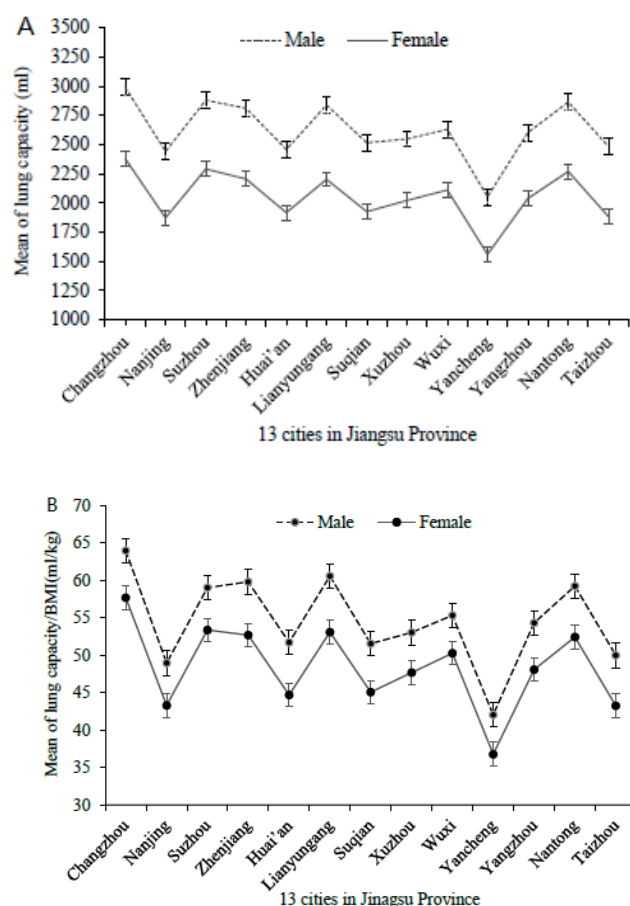 A
Male Female
3500
3000
2750
2500
2250
2000
1750
1500
1250
1000
Mean of lung capacity (ml)
Changzhou
Nanjing
Suzhou
Zhenjiang
Huai'an
Lianyungang
Suqian
Xuzhou
Wuxi
Yancheng
Yangzhou
Nantong
Taizhou
13 cities in Jiangsu Province
B
Male Female
70
65
60
55
50
45
40
35
30
Mean of lung capacity/BMI(ml/kg)
Changzhou
Nanjing
Suzhou
Zhenjiang
Huai'an
Lianyungang
Suqian
Xuzhou
Wuxi
Yancheng
Yangzhou
Nantong
Taizhou
13 cities in Jinagsu Province